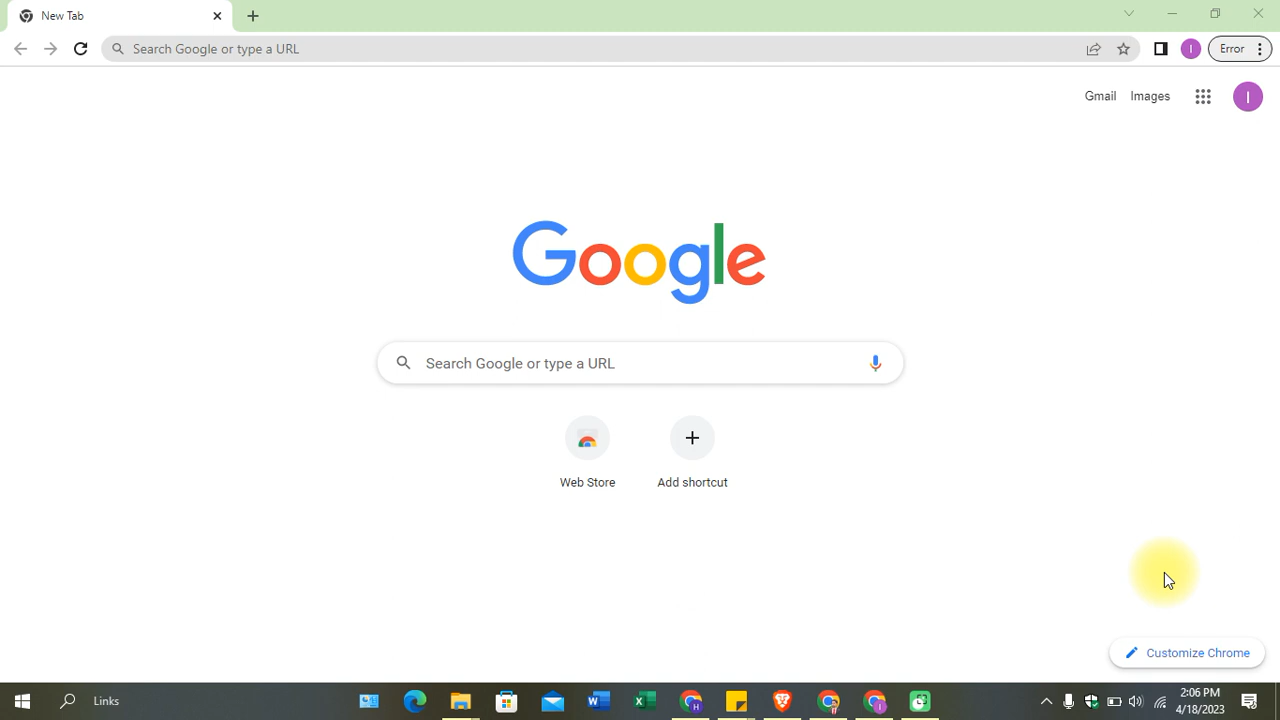 New Tab
Search Google or type a URL
Error
I
Gmail Images
I
Google
Search Google or type a URL
Web Store Add shortcut
Customize Chrome
Links
2:06 PM
4/18/2023